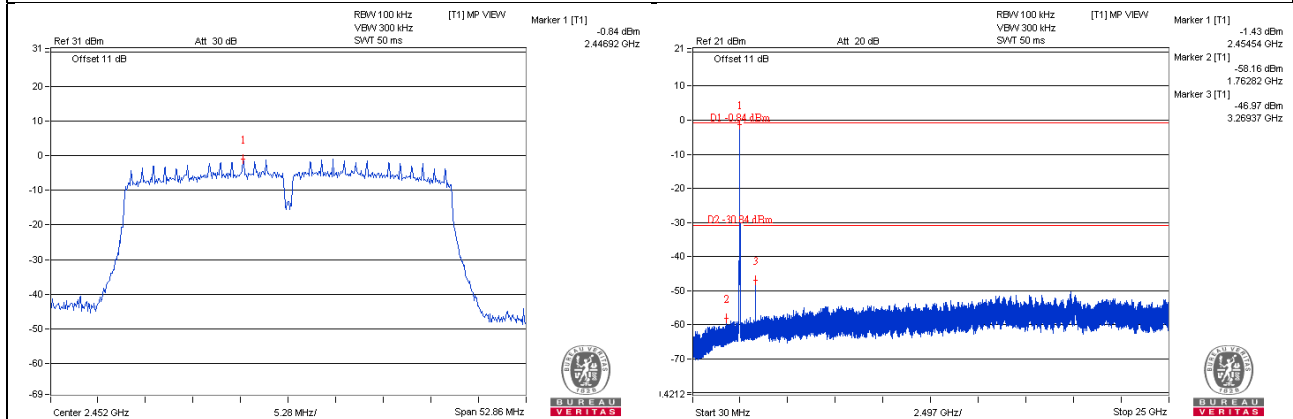 RBW 100 kHz
VBW 300 kHz
SWT 50 ms
[T1] MP VIEW
Ref 31 dBm
Att 30 dB
Offset 11 dB
Marker 1 [T1]
-0.84 dBm
2.44692 GHz
31
20
10
0
-10
-20
-30
-40
-50
-60
-69
1
Center 2.452 GHz
5.28 MHz/
Span 52.86 MHz
BUREAU VERITAS
1828
BUREAU
VERITAS
RBW 100 kHz
VBW 300 kHz
SWT 50 ms
[T1] MP VIEW
Ref 21 dBm
Att 20 dB
Offset 11 dB
Marker 1 [T1]
-1.43 dBm
2.45454 GHz
Marker 2 [T1]
-58.16 dBm
1.76282 GHz
Marker 3 [T1]
-46.97 dBm
3.26937 GHz
21
10
0
-10
-20
-30
-40
-50
-60
-70
1
D1 -0.84 dBm
D2 -30.84 dBm
2
3
Start 30 MHz
2.497 GHz/
Stop 25 GHz
BUREAU VERITAS
1828
BUREAU
VERITAS